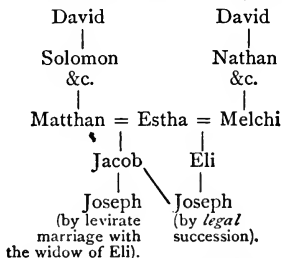 David David
Solomon Nathan
&c. &c.
Matthan = Estha = Melchi
Jacob Eli
Joseph Joseph
(by levirate (by legal
marriage with succession).
the widow of Eli).